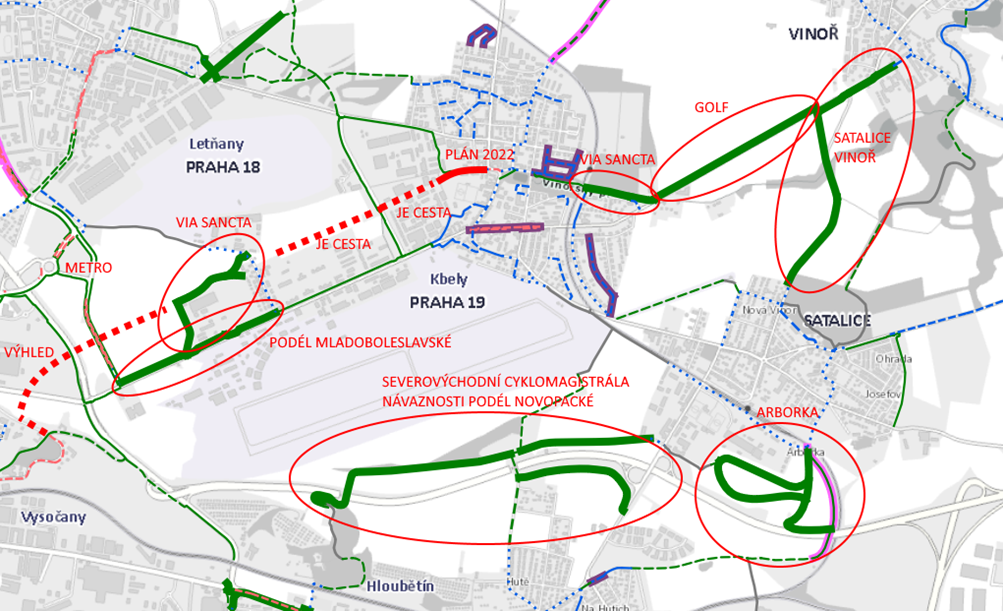 VINOŘ
GOLF
Letňany
PRAHA 18
PLÁN 2022
VIA SANCTA
SATALICE
VINOŘ
JE CESTA
VIA SANCTA
JE CESTA
METRO
Kbely
PRAHA 19
Nová Vinoř
SATALICE
PODÉL MLADOBOLESLAVSKÉ
VÝHLED
Ohrada
SEVEROVÝCHODNÍ CYKLOMAGISTRÁLA
NÁVAZNOSTI PODÉL NOVOPACKÉ
Josefov
ARBORKA
Arborka
Vysočany
Hloubětín
Hutě
Na Hutích